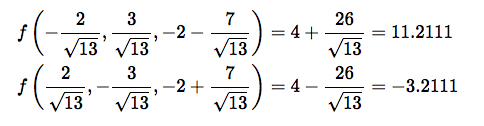 f(-2/√13, 3/√13, -2 - 7/√13) = 4 + 26/√13 = 11.2111
f(2/√13, -3/√13, -2 + 7/√13) = 4 - 26/√13 = -3.2111